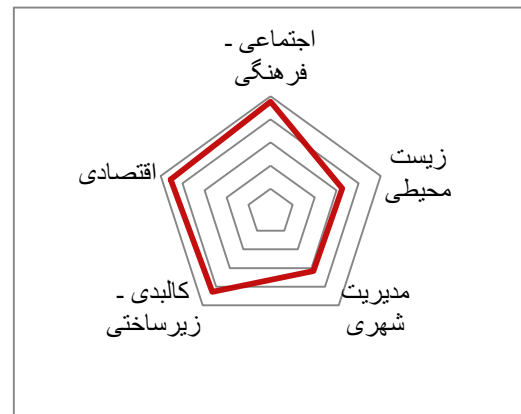 اجتماعی -
فرهنگی
زیست
محیطی
مدیریت
شهری
کالبدی -
زیرساختی
اقتصادی